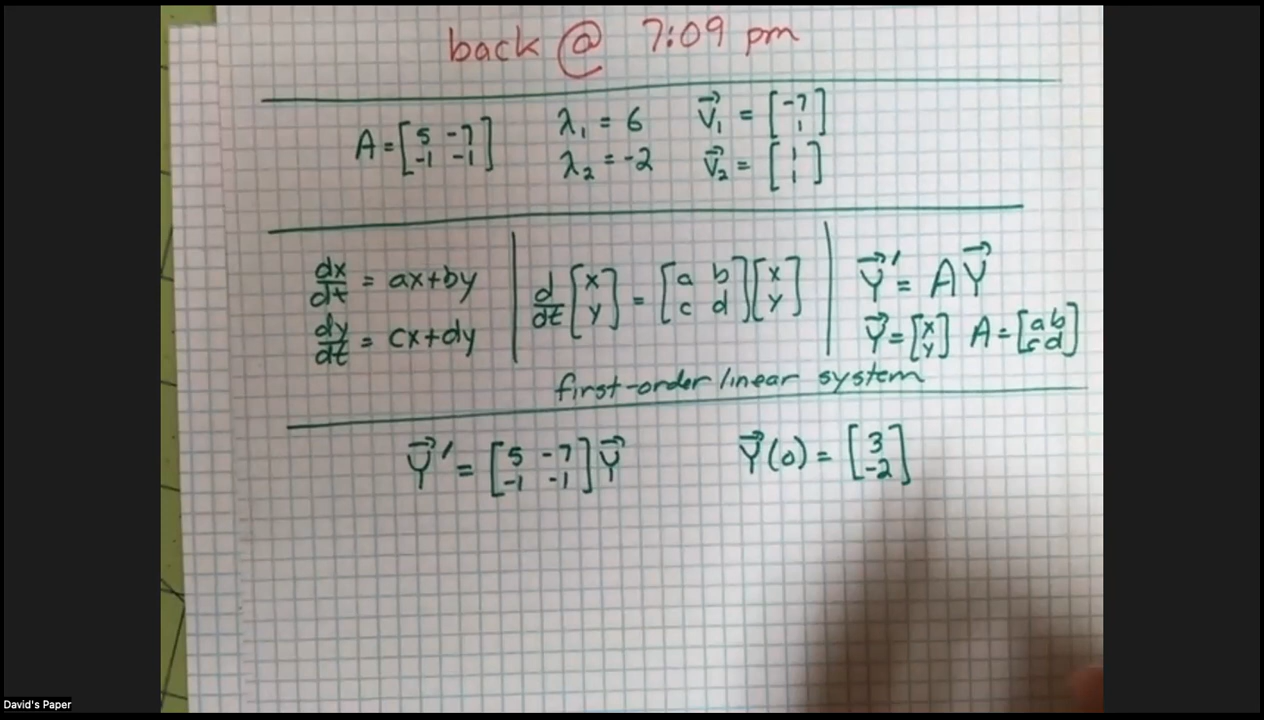 back @ 7:09 pm
A = [5 -7; -1 -1] λ₁ = 6 V⃗₁ = [-7; 1]
λ₂ = -2 V⃗₂ = [1; 1]
dx/dt = ax+by | d/dt [x; y] = [a b; c d] [x; y] | Y⃗' = A Y⃗
dy/dt = cx+dy Y⃗ = [x; y] A = [a b; c d]
first-order linear system
Y⃗' = [5 -7; -1 -1] Y⃗ Y⃗(0) = [3; -2]
David's Paper